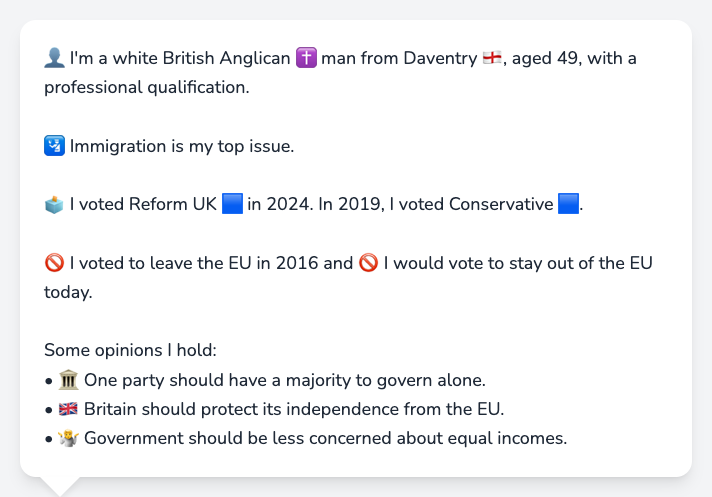 👤 I'm a white British Anglican ✝️ man from Daventry 🏴󠁧󠁢󠁥󠁮󠁧󠁿, aged 49, with a
professional qualification.
🛂 Immigration is my top issue.
🗳️ I voted Reform UK 🟦 in 2024. In 2019, I voted Conservative 🟦.
🚫 I voted to leave the EU in 2016 and 🚫 I would vote to stay out of the EU
today.
Some opinions I hold:
• 🏛️ One party should have a majority to govern alone.
• 🇬🇧 Britain should protect its independence from the EU.
• 🤷 Government should be less concerned about equal incomes.